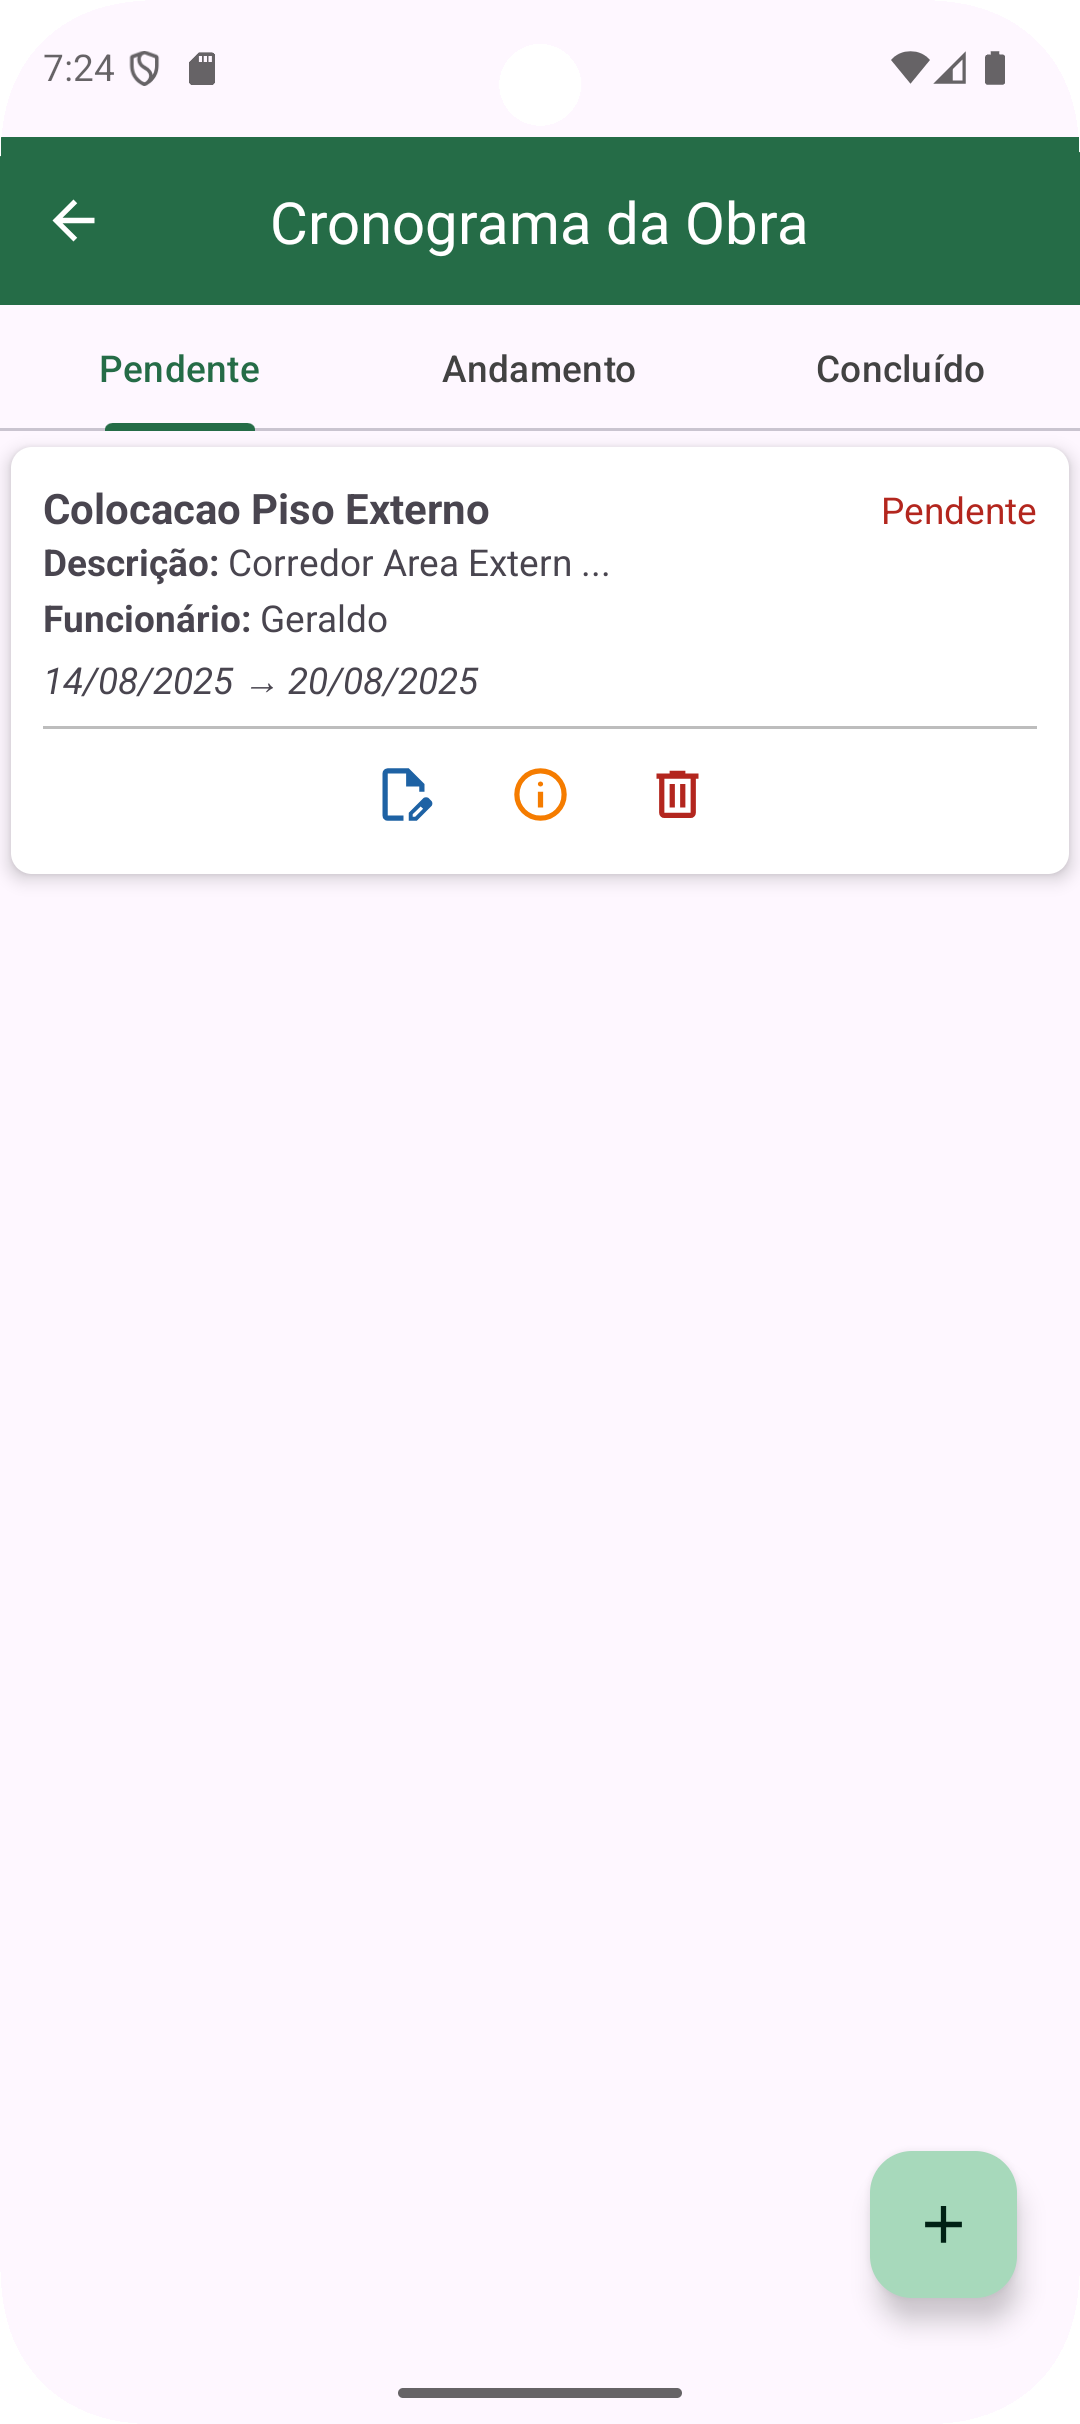 7:24
Cronograma da Obra
Pendente Andamento Concluído
Colocacao Piso Externo Pendente
Descrição: Corredor Area Extern ...
Funcionário: Geraldo
14/08/2025 → 20/08/2025